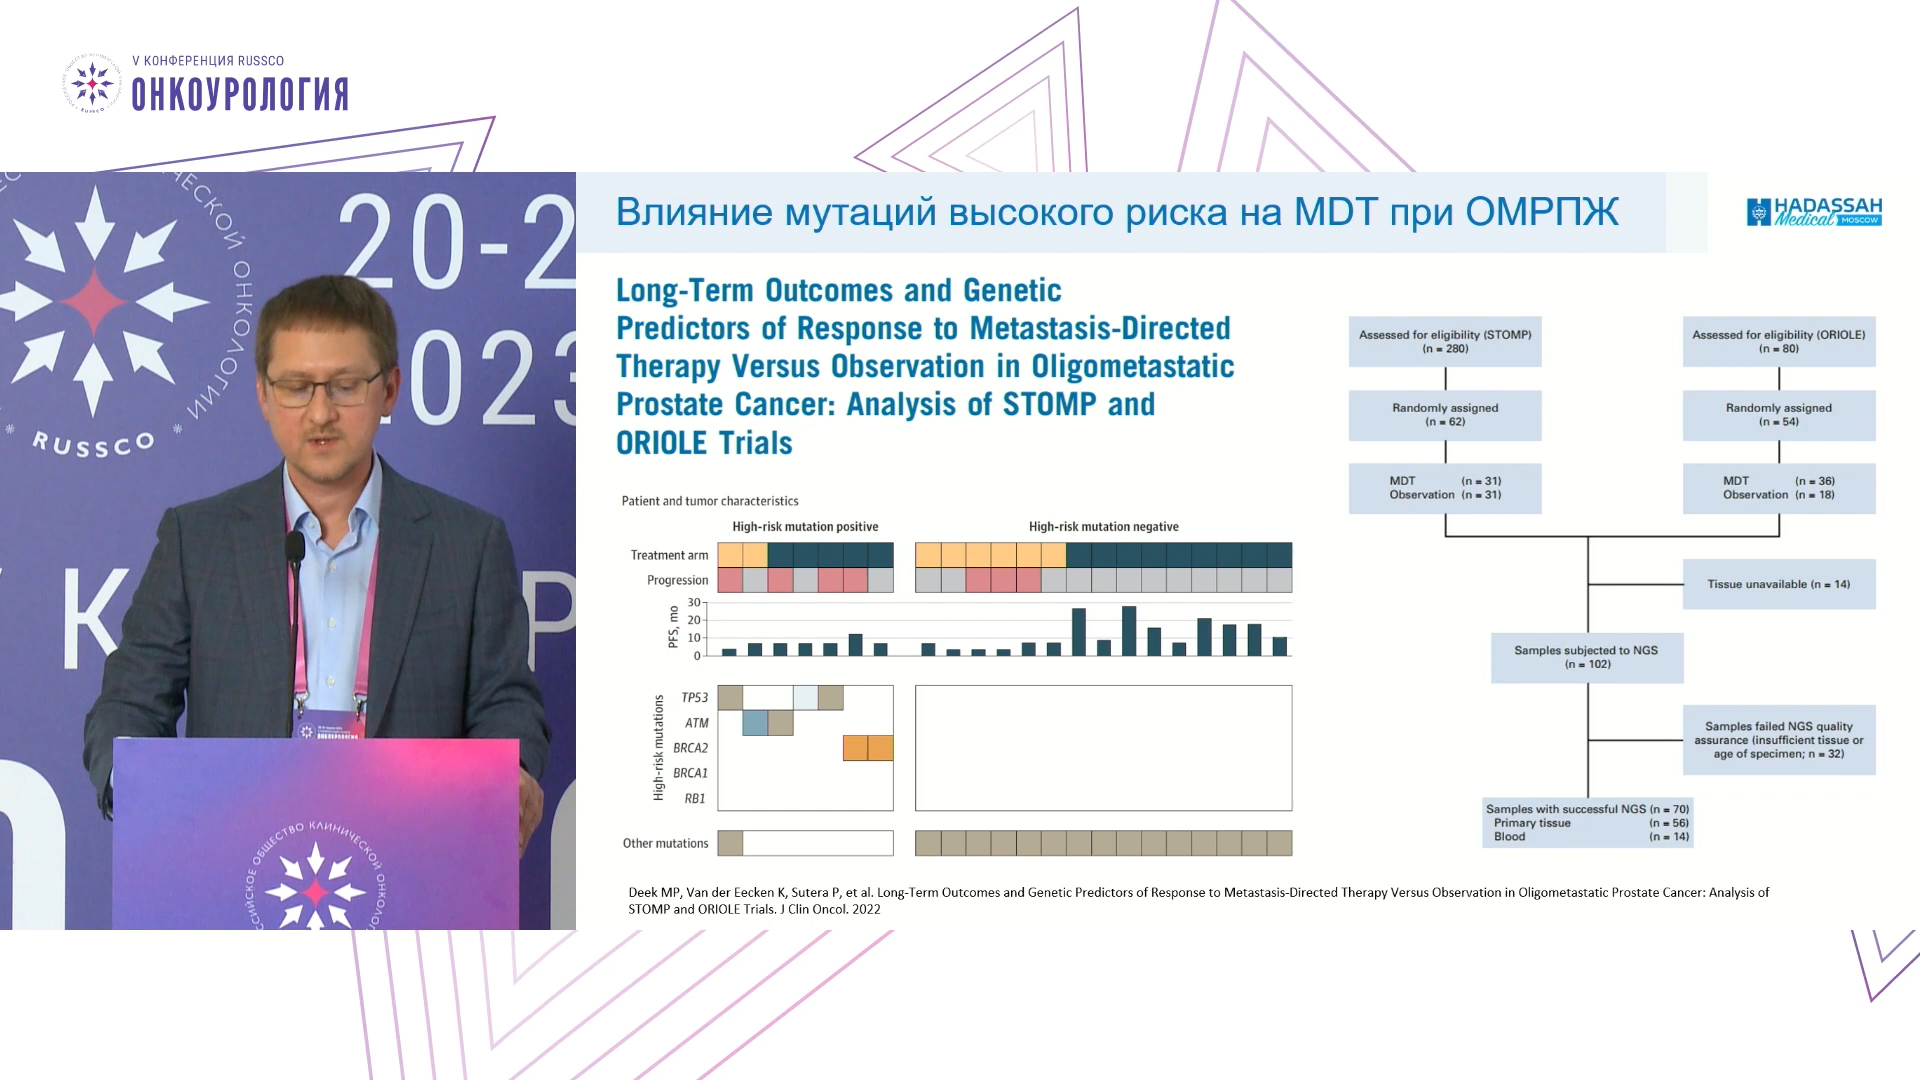 V КОНФЕРЕНЦИЯ RUSSCO
ОНКОУРОЛОГИЯ
20-2
023
RUSSCO
Влияние мутаций высокого риска на MDT при ОМРПЖ
HADASSAH
Medical MOSCOW
Long-Term Outcomes and Genetic
Predictors of Response to Metastasis-Directed
Therapy Versus Observation in Oligometastatic
Prostate Cancer: Analysis of STOMP and
ORIOLE Trials
Patient and tumor characteristics
High-risk mutation positive
High-risk mutation negative
Treatment arm
Progression
PFS, mo
30
20
10
0
High-risk mutations
TP53
ATM
BRCA2
BRCA1
RB1
Other mutations
Assessed for eligibility (STOMP)
(n = 280)
Assessed for eligibility (ORIOLE)
(n = 80)
Randomly assigned
(n = 62)
Randomly assigned
(n = 54)
MDT (n = 31)
Observation (n = 31)
MDT (n = 36)
Observation (n = 18)
Tissue unavailable (n = 14)
Samples subjected to NGS
(n = 102)
Samples failed NGS quality
assurance (insufficient tissue or
age of specimen; n = 32)
Samples with successful NGS (n = 70)
Primary tissue (n = 56)
Blood (n = 14)
Deek MP, Van der Eecken K, Sutera P, et al. Long-Term Outcomes and Genetic Predictors of Response to Metastasis-Directed Therapy Versus Observation in Oligometastatic Prostate Cancer: Analysis of
STOMP and ORIOLE Trials. J Clin Oncol. 2022